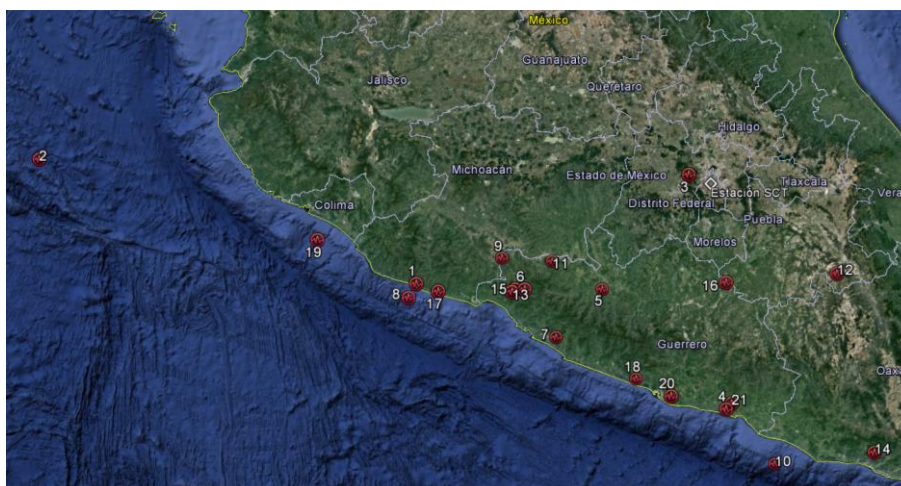 México
Guanajuato
Jalisco
Querétaro
Hidalgo
2
Michoacán
Estado de México
3
Tlaxcala
Estación SCT
Vera
Distrito Federal
Colima
Puebla
Morelos
19
9
11
12
1
6
16
8
17
15
13
5
7
Guerrero
18
Oaxa
20
4
21
14
10